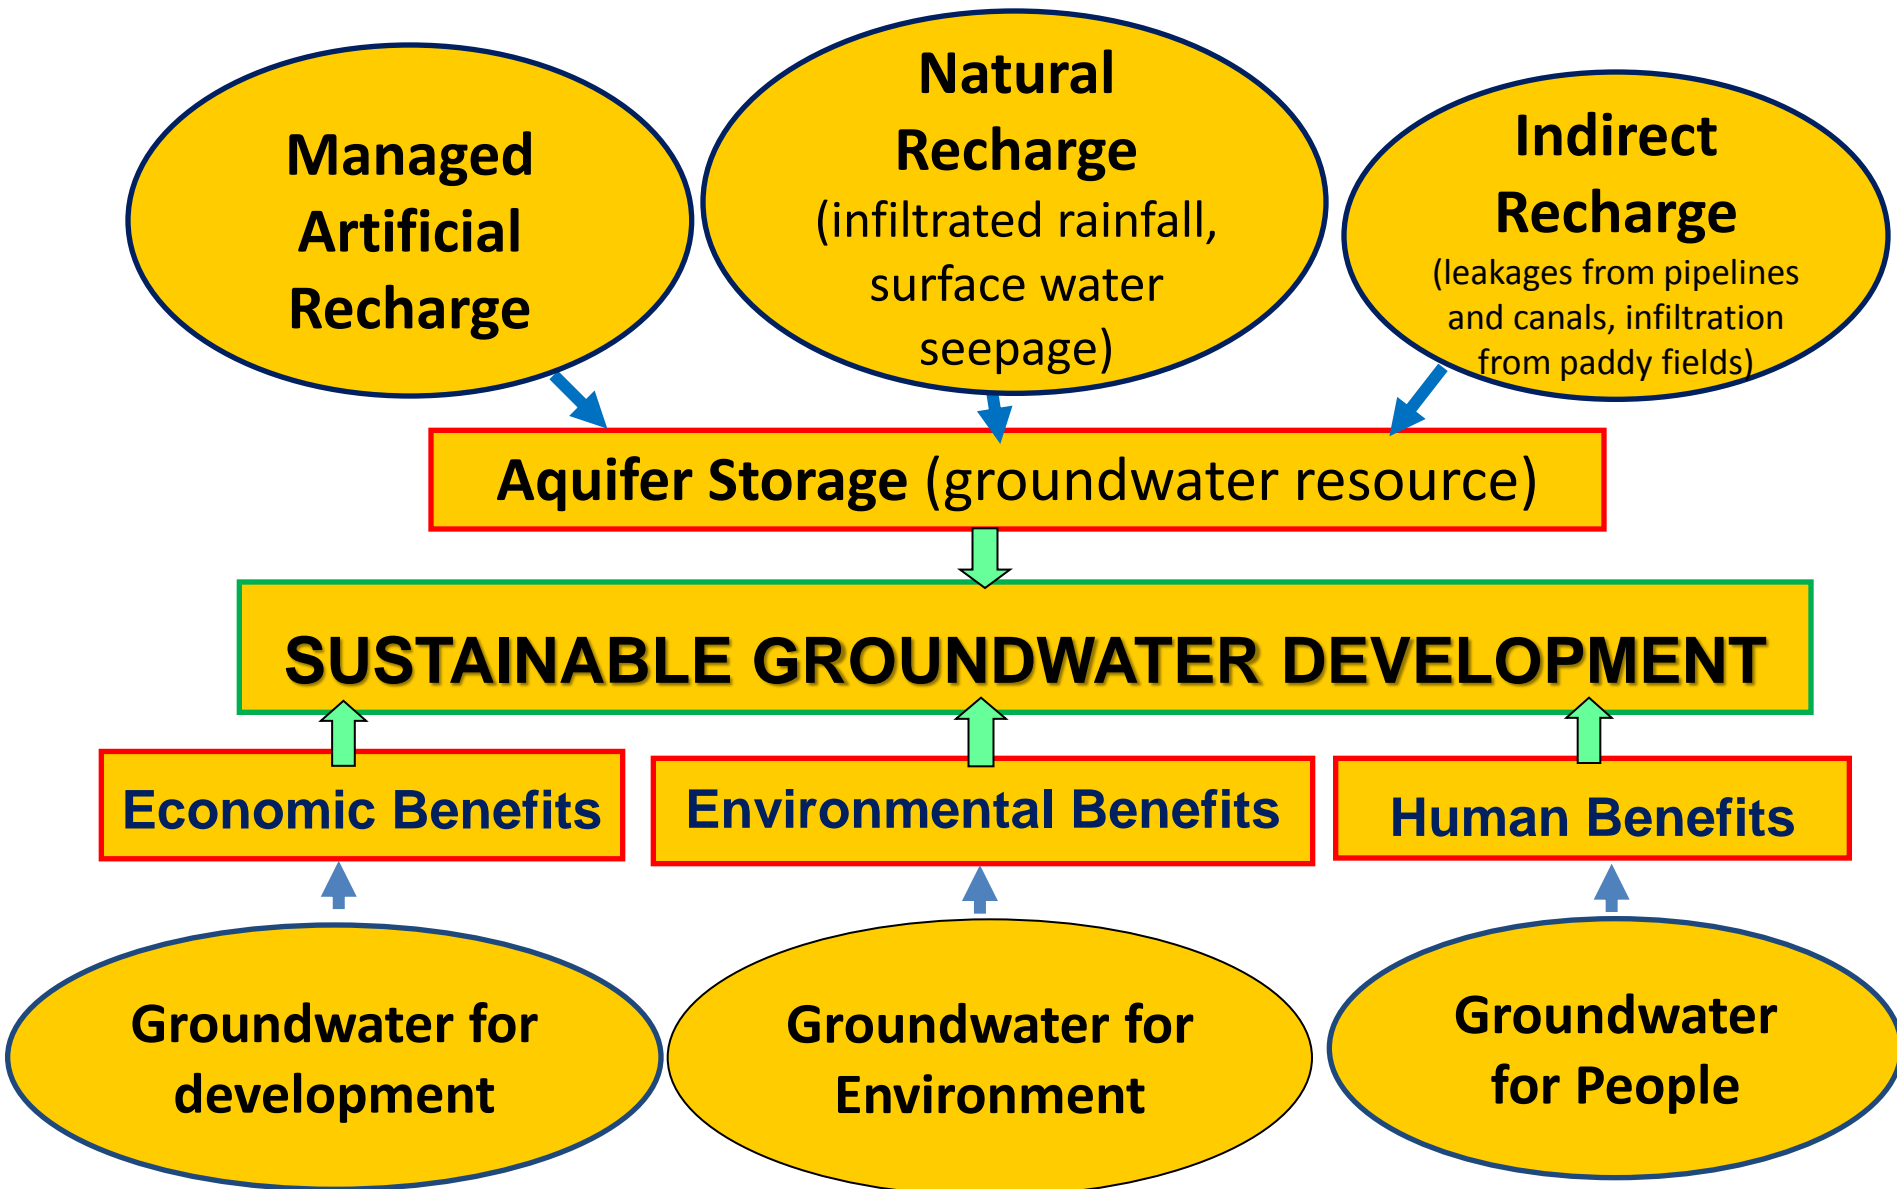 Managed
Artificial
Recharge
Natural
Recharge
(infiltrated rainfall,
surface water
seepage)
Indirect
Recharge
(leakages from pipelines
and canals, infiltration
from paddy fields)
Aquifer Storage (groundwater resource)
SUSTAINABLE GROUNDWATER DEVELOPMENT
Economic Benefits
Environmental Benefits
Human Benefits
Groundwater for
development
Groundwater for
Environment
Groundwater
for People